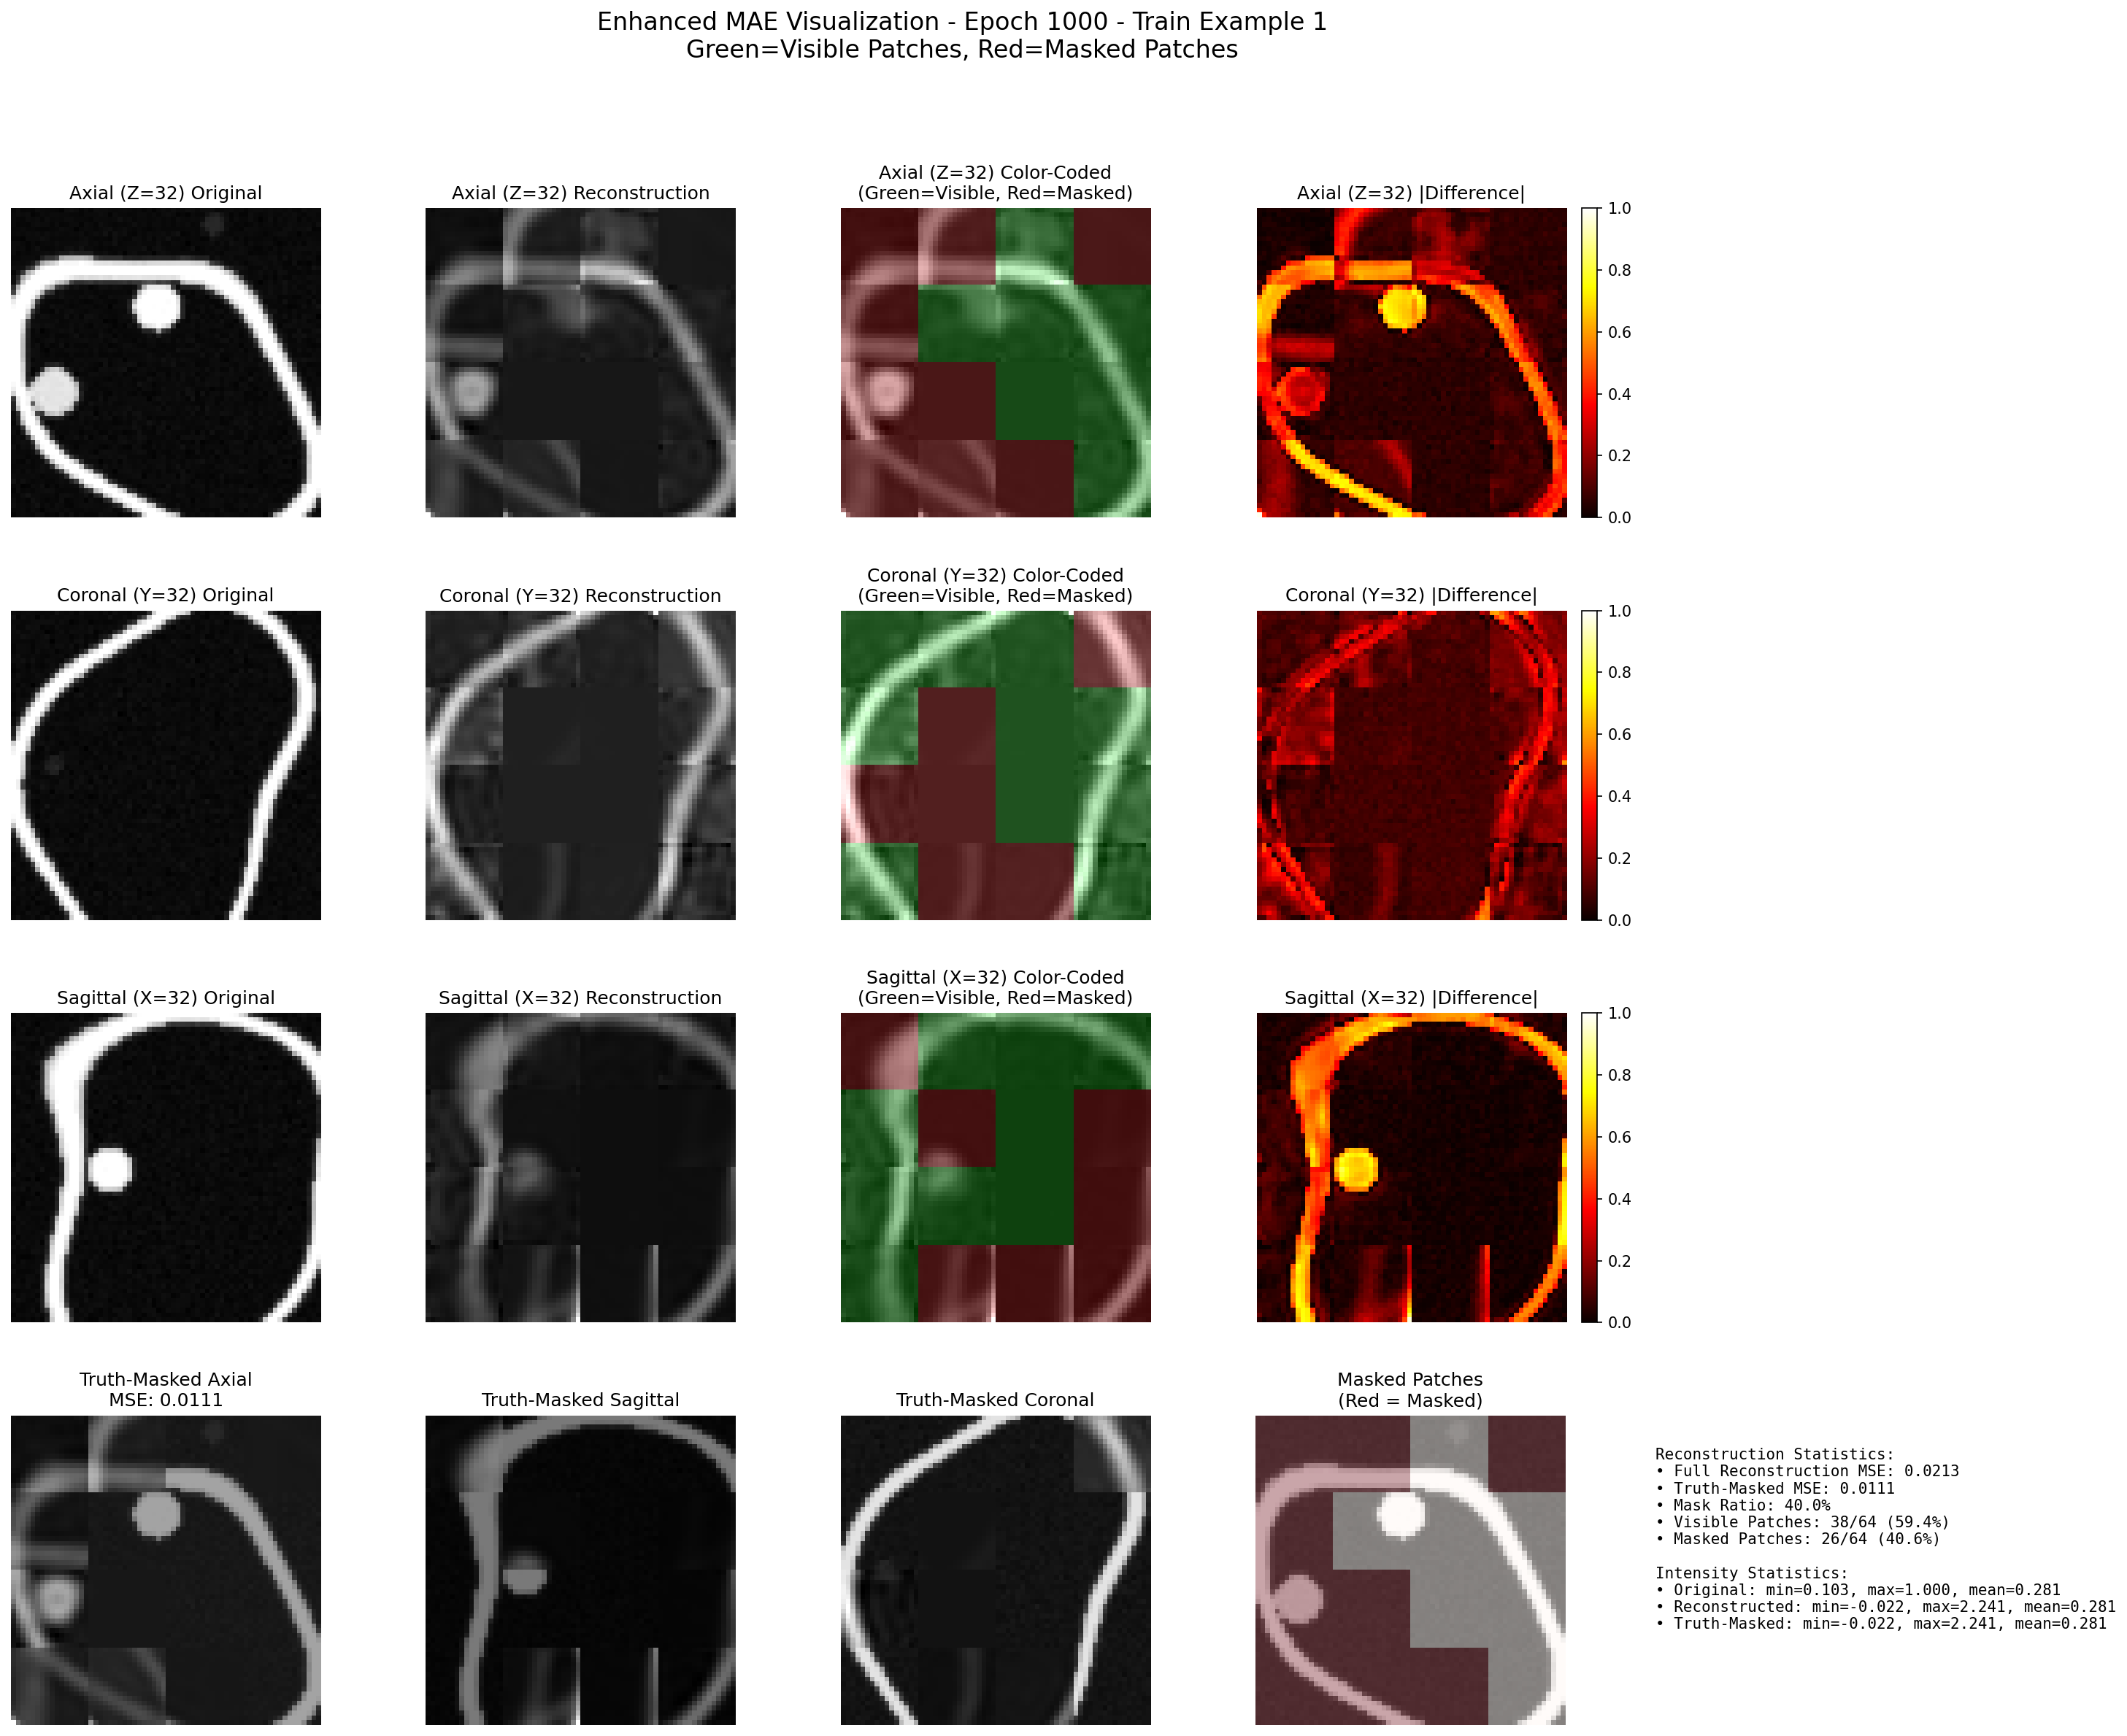 Enhanced MAE Visualization - Epoch 1000 - Train Example 1
Green=Visible Patches, Red=Masked Patches
Axial (Z=32) Original
Axial (Z=32) Reconstruction
Axial (Z=32) Color-Coded
(Green=Visible, Red=Masked)
Axial (Z=32) |Difference|
1.0
0.8
0.6
0.4
0.2
0.0
Coronal (Y=32) Original
Coronal (Y=32) Reconstruction
Coronal (Y=32) Color-Coded
(Green=Visible, Red=Masked)
Coronal (Y=32) |Difference|
1.0
0.8
0.6
0.4
0.2
0.0
Sagittal (X=32) Original
Sagittal (X=32) Reconstruction
Sagittal (X=32) Color-Coded
(Green=Visible, Red=Masked)
Sagittal (X=32) |Difference|
1.0
0.8
0.6
0.4
0.2
0.0
Truth-Masked Axial
MSE: 0.0111
Truth-Masked Sagittal
Truth-Masked Coronal
Masked Patches
(Red = Masked)
Reconstruction Statistics:
• Full Reconstruction MSE: 0.0213
• Truth-Masked MSE: 0.0111
• Mask Ratio: 40.0%
• Visible Patches: 38/64 (59.4%)
• Masked Patches: 26/64 (40.6%)
Intensity Statistics:
• Original: min=0.103, max=1.000, mean=0.281
• Reconstructed: min=-0.022, max=2.241, mean=0.281
• Truth-Masked: min=-0.022, max=2.241, mean=0.281